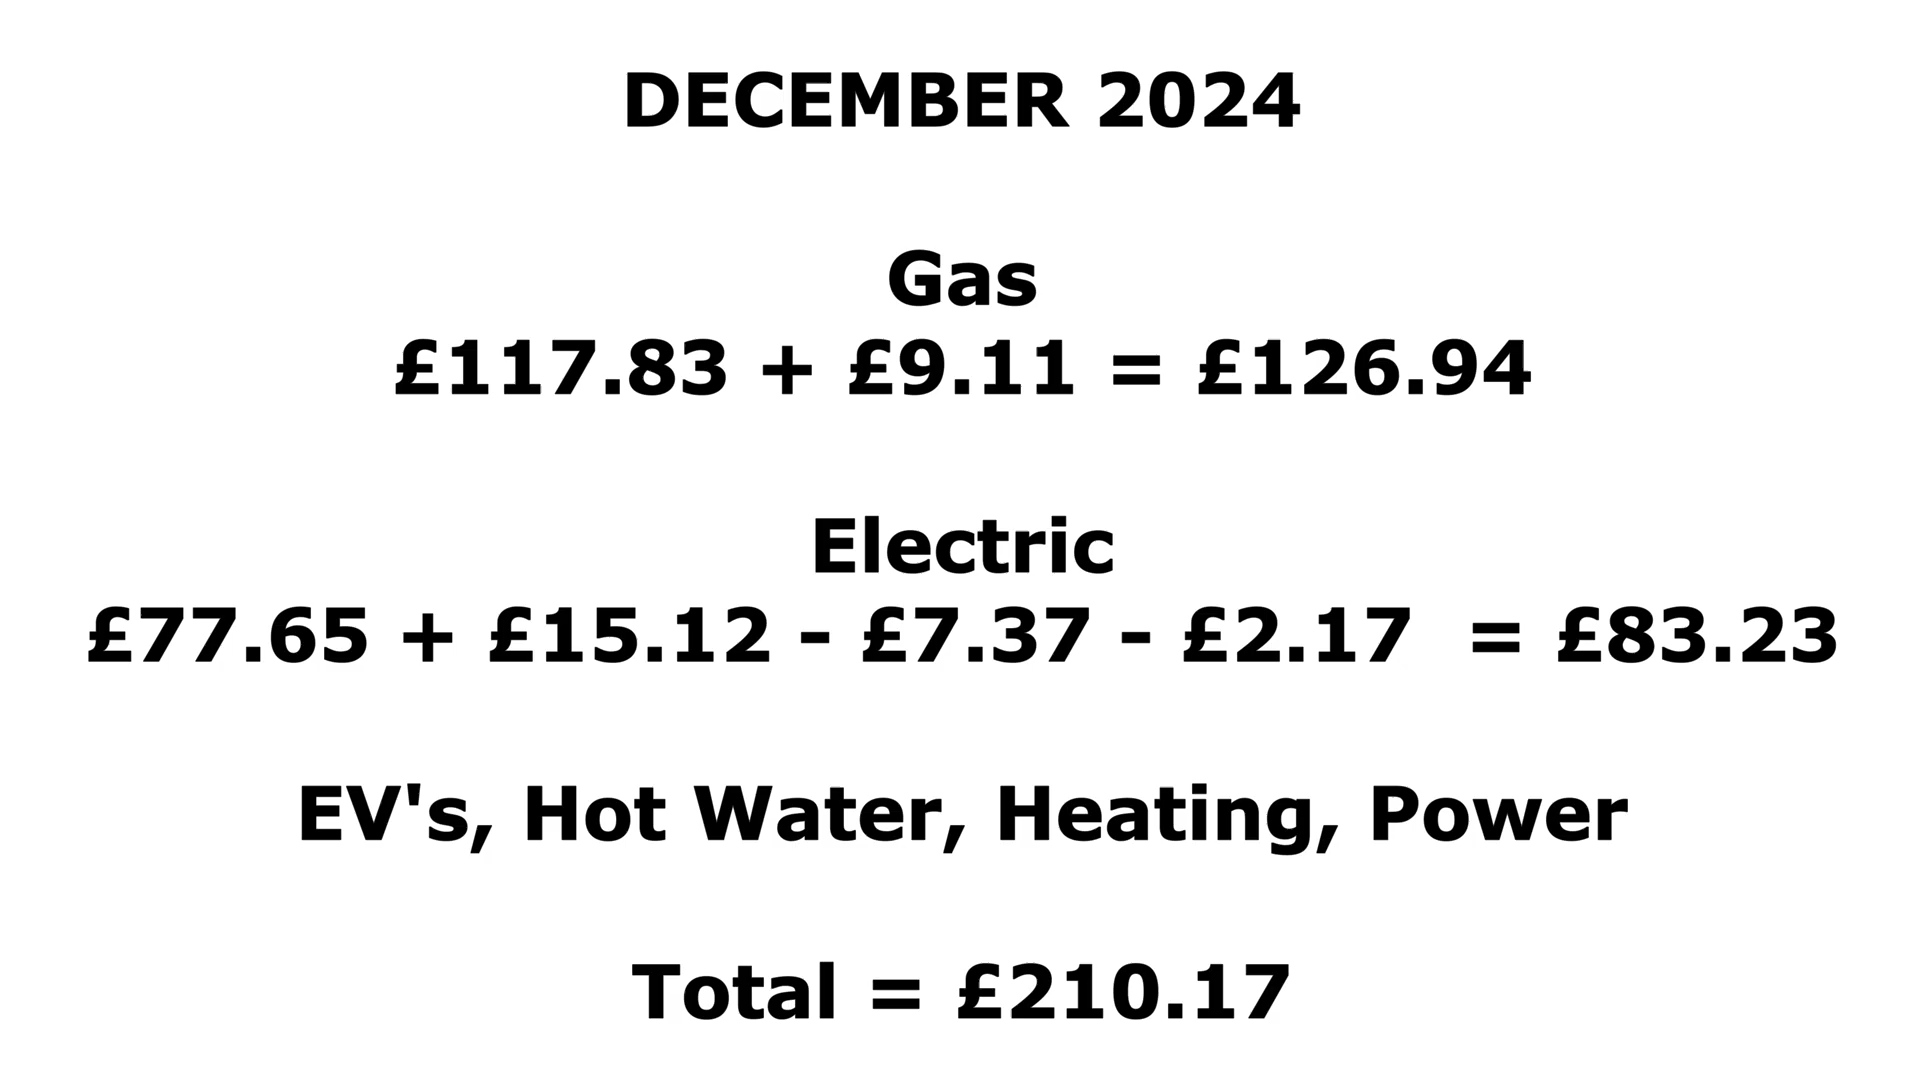 DECEMBER 2024
Gas
£117.83 + £9.11 = £126.94
Electric
£77.65 + £15.12 - £7.37 - £2.17  = £83.23
EV's, Hot Water, Heating, Power
Total = £210.17